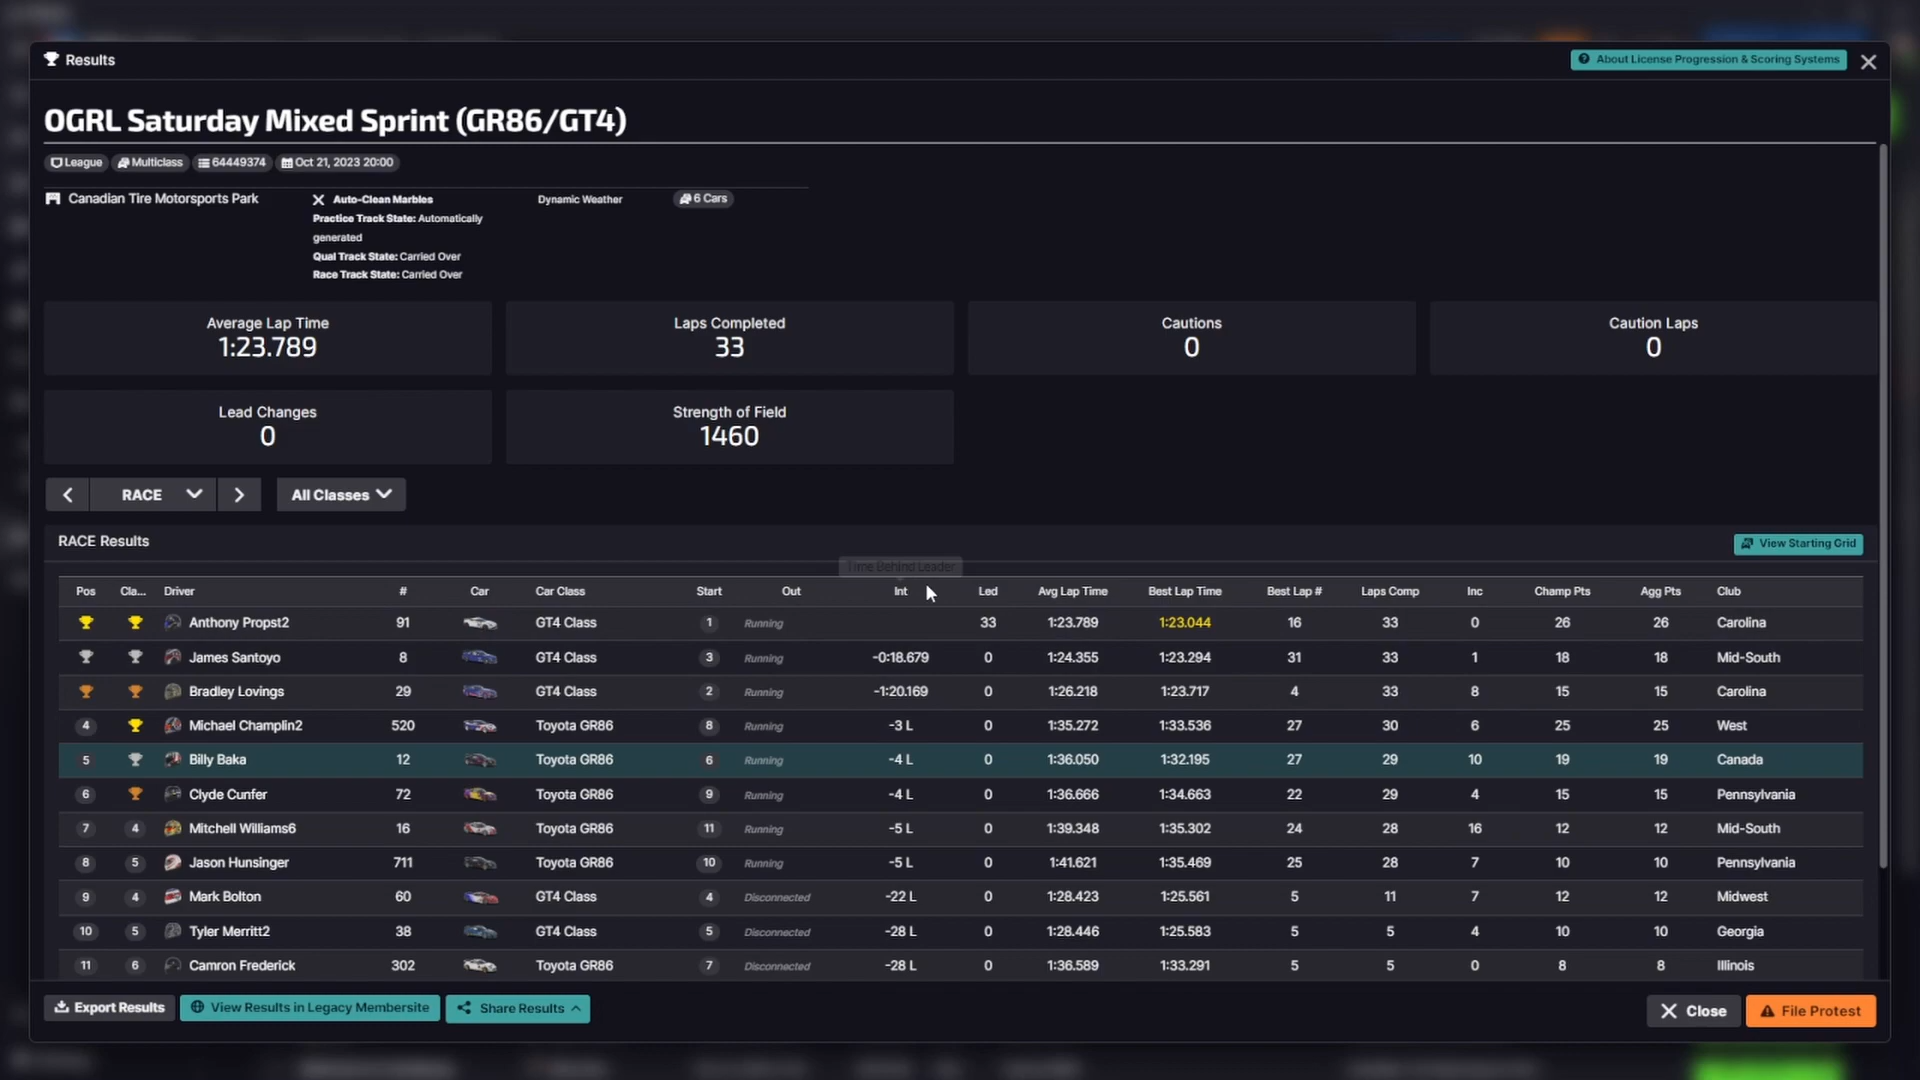 Results
About License Progression & Scoring Systems
OGRL Saturday Mixed Sprint (GR86/GT4)
League Multiclass 64449374 Oct 21, 2023 20:00
Canadian Tire Motorsports Park
Auto-Clean Marbles
Practice Track State: Automatically
generated
Qual Track State: Carried Over
Race Track State: Carried Over
Dynamic Weather
6 Cars
Average Lap Time
1:23.789
Laps Completed
33
Cautions
0
Caution Laps
0
Lead Changes
0
Strength of Field
1460
RACE All Classes
RACE Results
View Starting Grid
Time Behind Leader
Pos Cla... Driver # Car Car Class Start Out Int Led Avg Lap Time Best Lap Time Best Lap # Laps Comp Inc Champ Pts Agg Pts Club
Anthony Propst2 91 GT4 Class 1 Running 33 1:23.789 1:23.044 16 33 0 26 26 Carolina
James Santoyo 8 GT4 Class 3 Running -0:18.679 0 1:24.355 1:23.294 31 33 1 18 18 Mid-South
Bradley Lovings 29 GT4 Class 2 Running -1:20.169 0 1:26.218 1:23.717 4 33 8 15 15 Carolina
4 Michael Champlin2 520 Toyota GR86 8 Running -3 L 0 1:35.272 1:33.536 27 30 6 25 25 West
5 Billy Baka 12 Toyota GR86 6 Running -4 L 0 1:36.050 1:32.195 27 29 10 19 19 Canada
6 Clyde Cunfer 72 Toyota GR86 9 Running -4 L 0 1:36.666 1:34.663 22 29 4 15 15 Pennsylvania
7 4 Mitchell Williams6 16 Toyota GR86 11 Running -5 L 0 1:39.348 1:35.302 24 28 16 12 12 Mid-South
8 5 Jason Hunsinger 711 Toyota GR86 10 Running -5 L 0 1:41.621 1:35.469 25 28 7 10 10 Pennsylvania
9 4 Mark Bolton 60 GT4 Class 4 Disconnected -22 L 0 1:28.423 1:25.561 5 11 7 12 12 Midwest
10 5 Tyler Merritt2 38 GT4 Class 5 Disconnected -28 L 0 1:28.446 1:25.583 5 5 4 10 10 Georgia
11 6 Camron Frederick 302 Toyota GR86 7 Disconnected -28 L 0 1:36.589 1:33.291 5 5 0 8 8 Illinois
Export Results View Results in Legacy Membersite Share Results Close File Protest